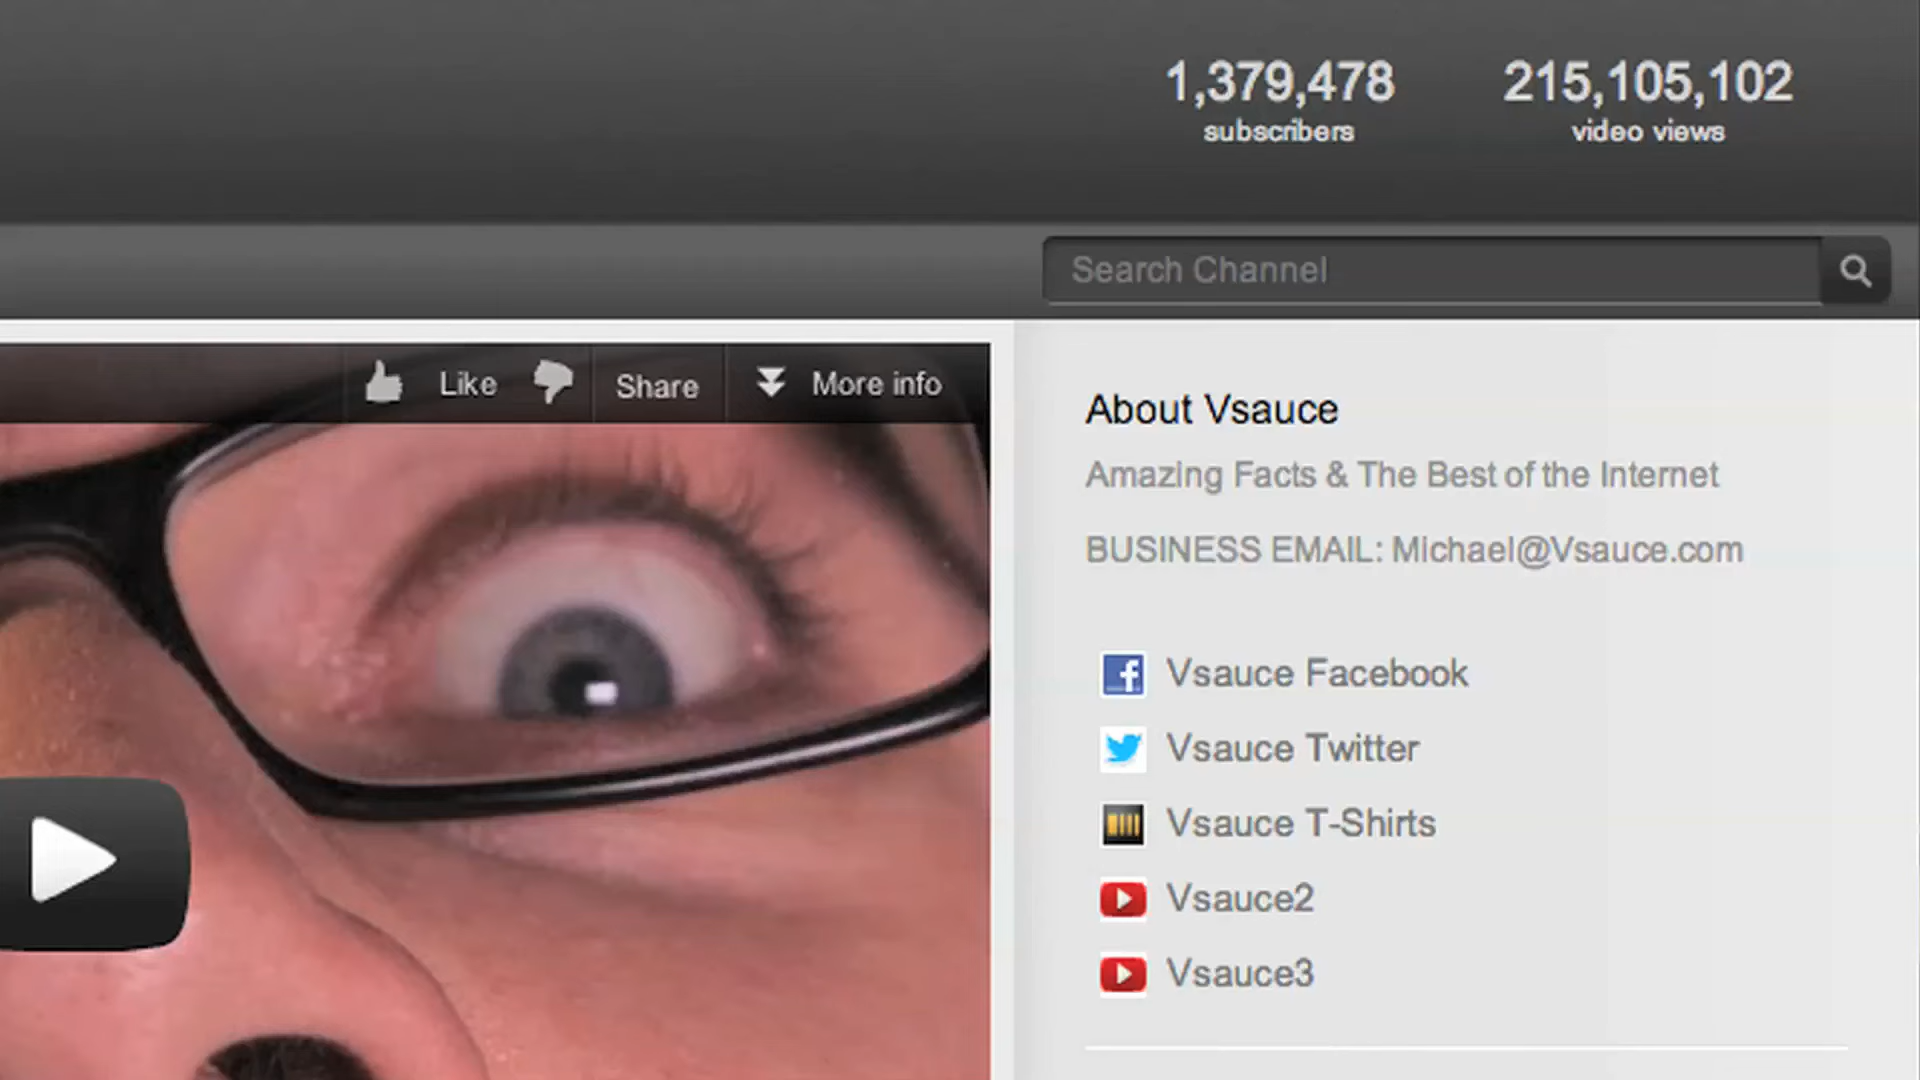 1,379,478
subscribers
215,105,102
video views
Search Channel
Like
Share
More info
About Vsauce
Amazing Facts & The Best of the Internet
BUSINESS EMAIL: Michael@Vsauce.com
Vsauce Facebook
Vsauce Twitter
Vsauce T-Shirts
Vsauce2
Vsauce3